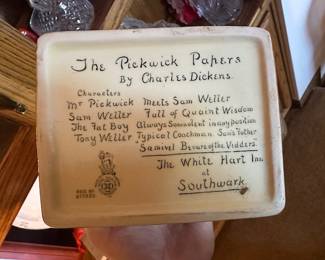 The Pickwick Papers
By Charles Dickens.
Characters
Mr Pickwick Meets Sam Weller
Sam Weller Full of Quaint Wisdom
The Fat Boy Always Somnolent in any position
Tony Weller Typical Coachman. Sam's Father
"Samivel Beware of the Vidders"
The White Hart Inn.
at
Southwark